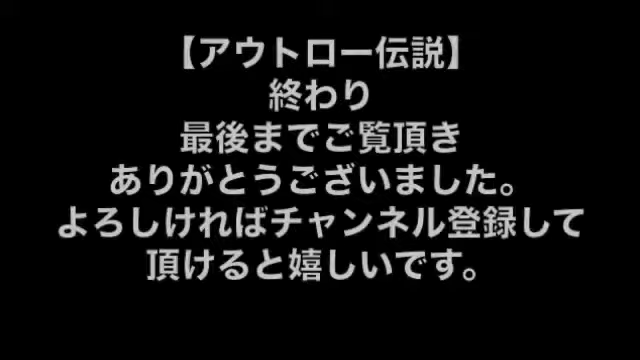 【アウトロー伝説】
終わり
最後までご覧頂き
ありがとうございました。
よろしければチャンネル登録して
頂けると嬉しいです。